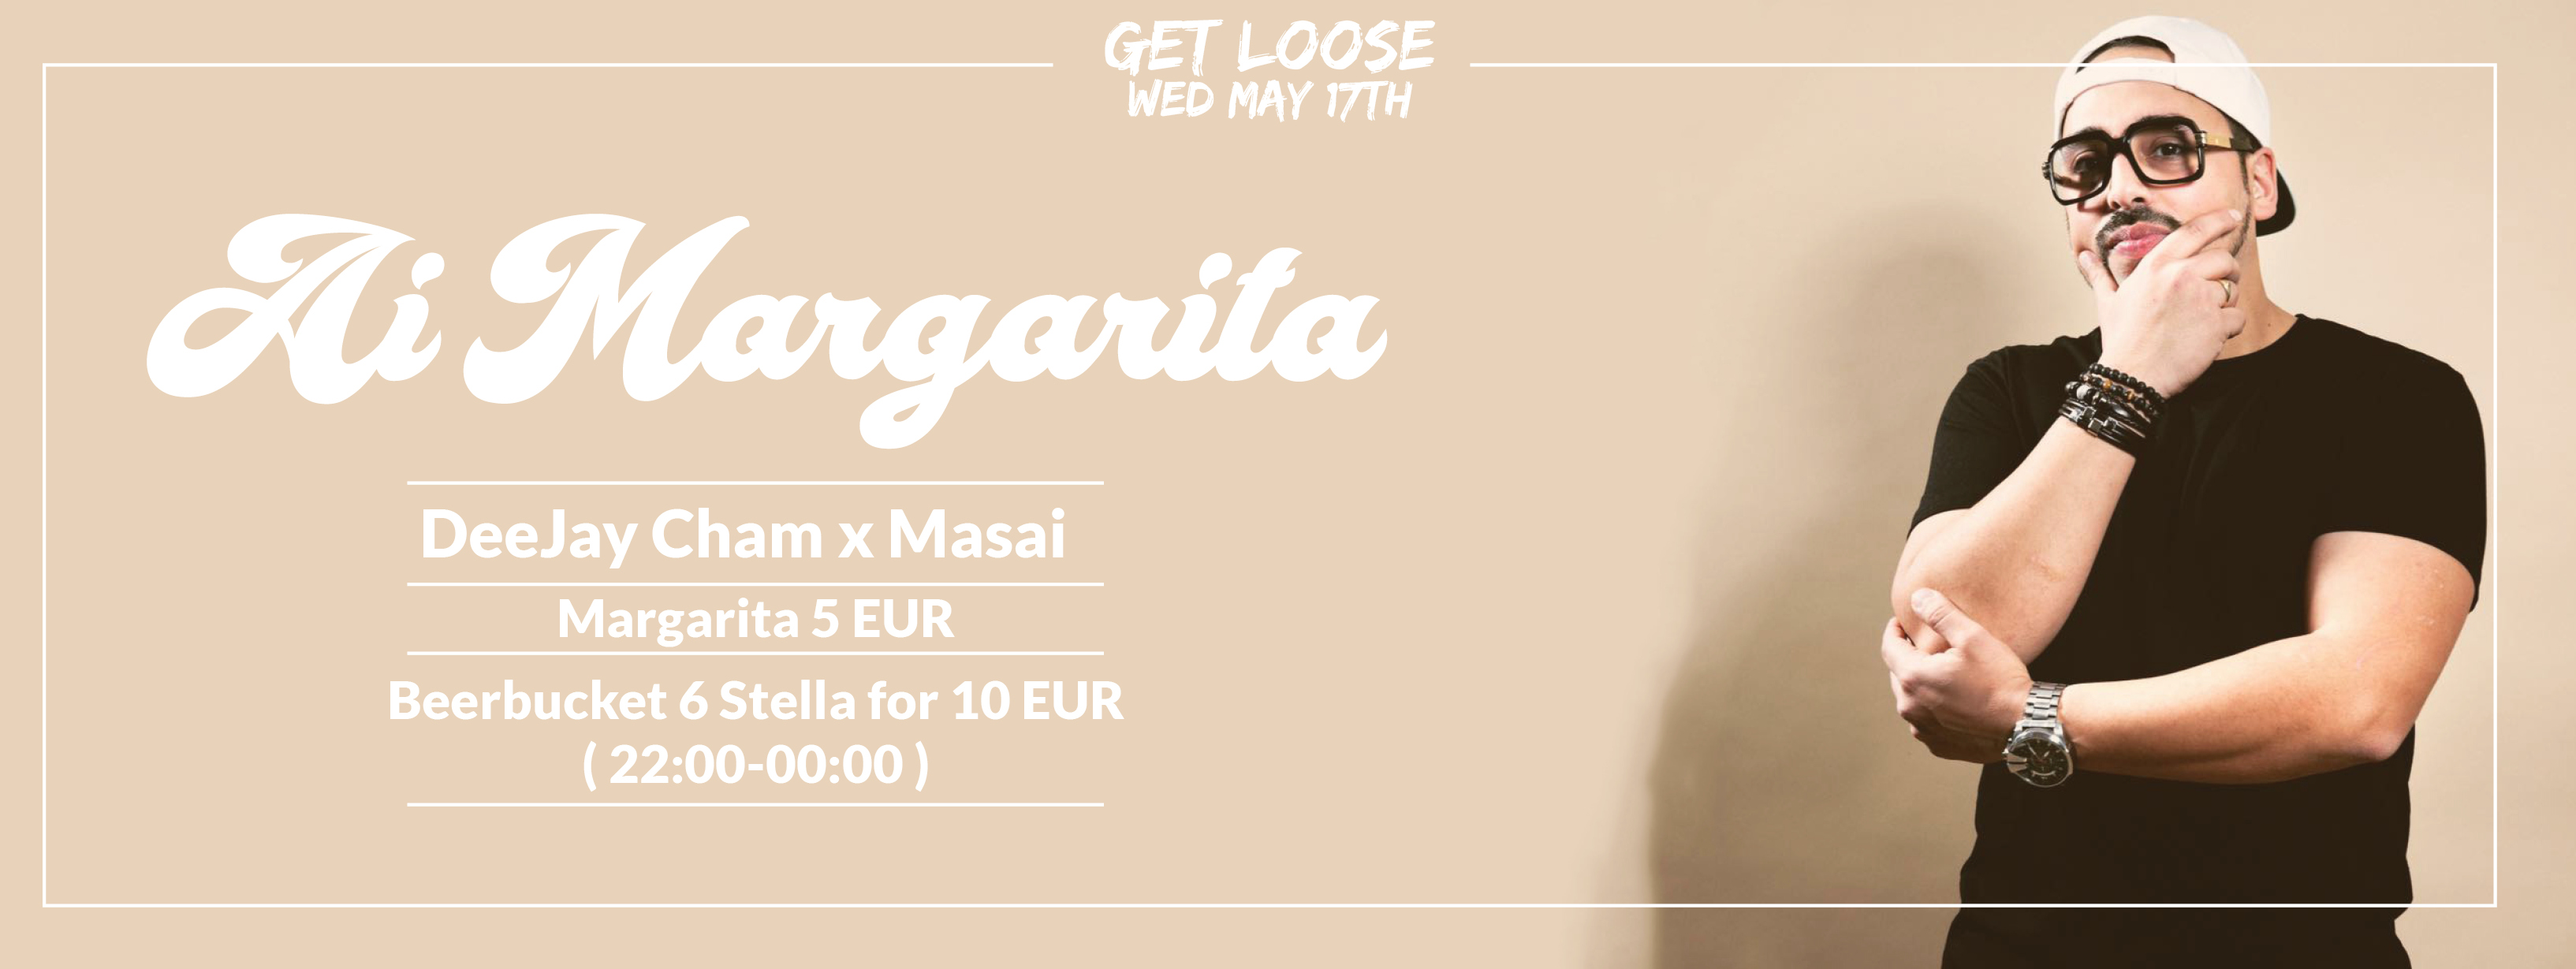 GET LOOSE
WED MAY 17TH
Ai Margarita
DeeJay Cham x Masai
Margarita 5 EUR
Beerbucket 6 Stella for 10 EUR
( 22:00-00:00 )